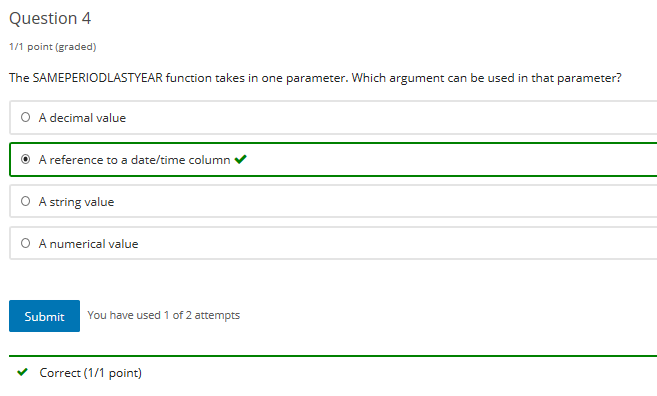 Question 4
1/1 point (graded)
The SAMEPERIODLASTYEAR function takes in one parameter. Which argument can be used in that parameter?
A decimal value
A reference to a date/time column
A string value
A numerical value
Submit You have used 1 of 2 attempts
Correct (1/1 point)